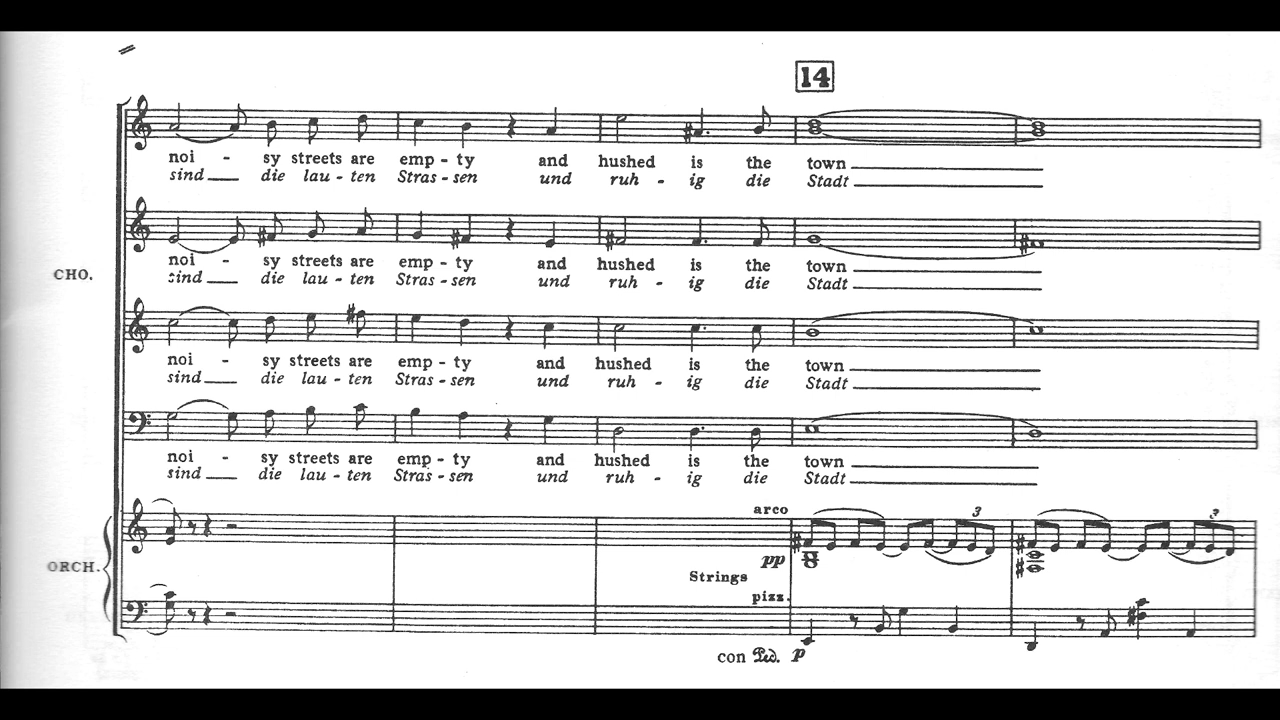 14
noi - sy streets are emp - ty and hushed is the town
sind die lau - ten Stras - sen und ruh - ig die Stadt
noi - sy streets are emp - ty and hushed is the town
sind die lau - ten Stras - sen und ruh - ig die Stadt
CHO.
noi - sy streets are emp - ty and hushed is the town
sind die lau - ten Stras - sen und ruh - ig die Stadt
noi - sy streets are emp - ty and hushed is the town
sind die lau - ten Stras - sen und ruh - ig die Stadt
arco 3 3
pp
ORCH.
Strings
pizz.
con Ped. p